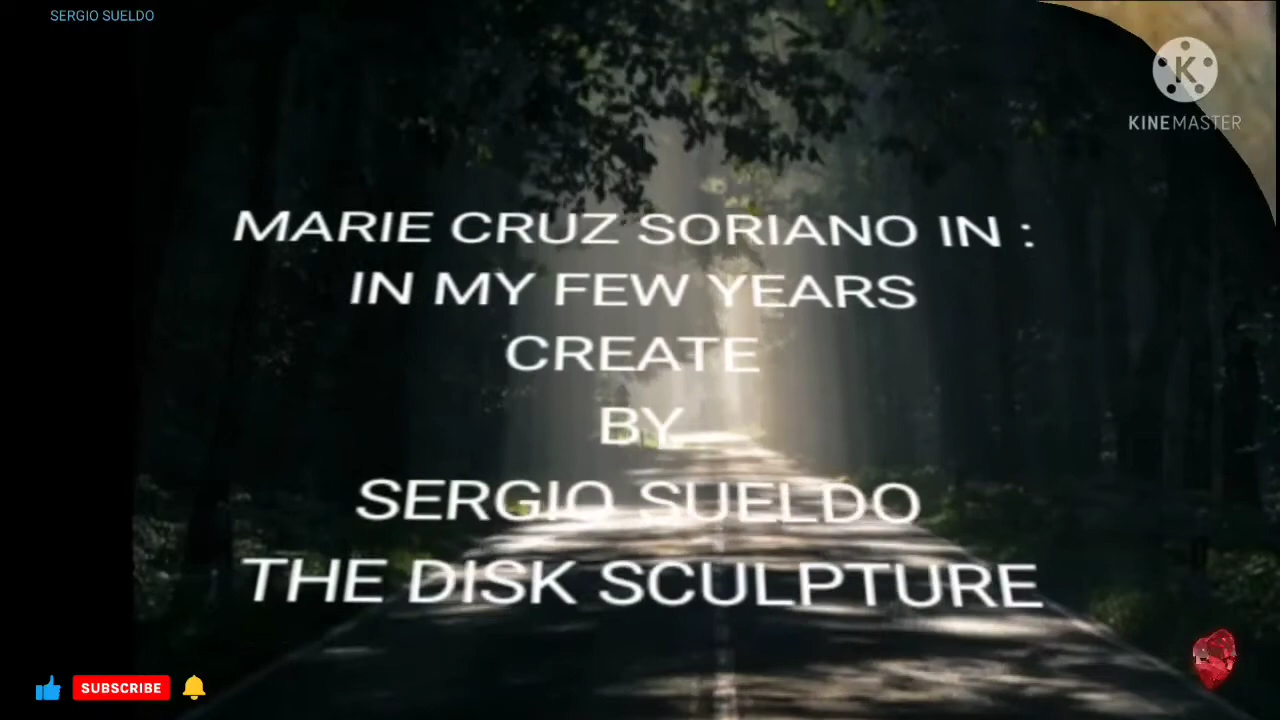 SERGIO SUELDO
K
KINEMASTER
MARIE CRUZ SORIANO IN :
IN MY FEW YEARS
CREATE
BY
SERGIO SUELDO
THE DISK SCULPTURE
SUBSCRIBE